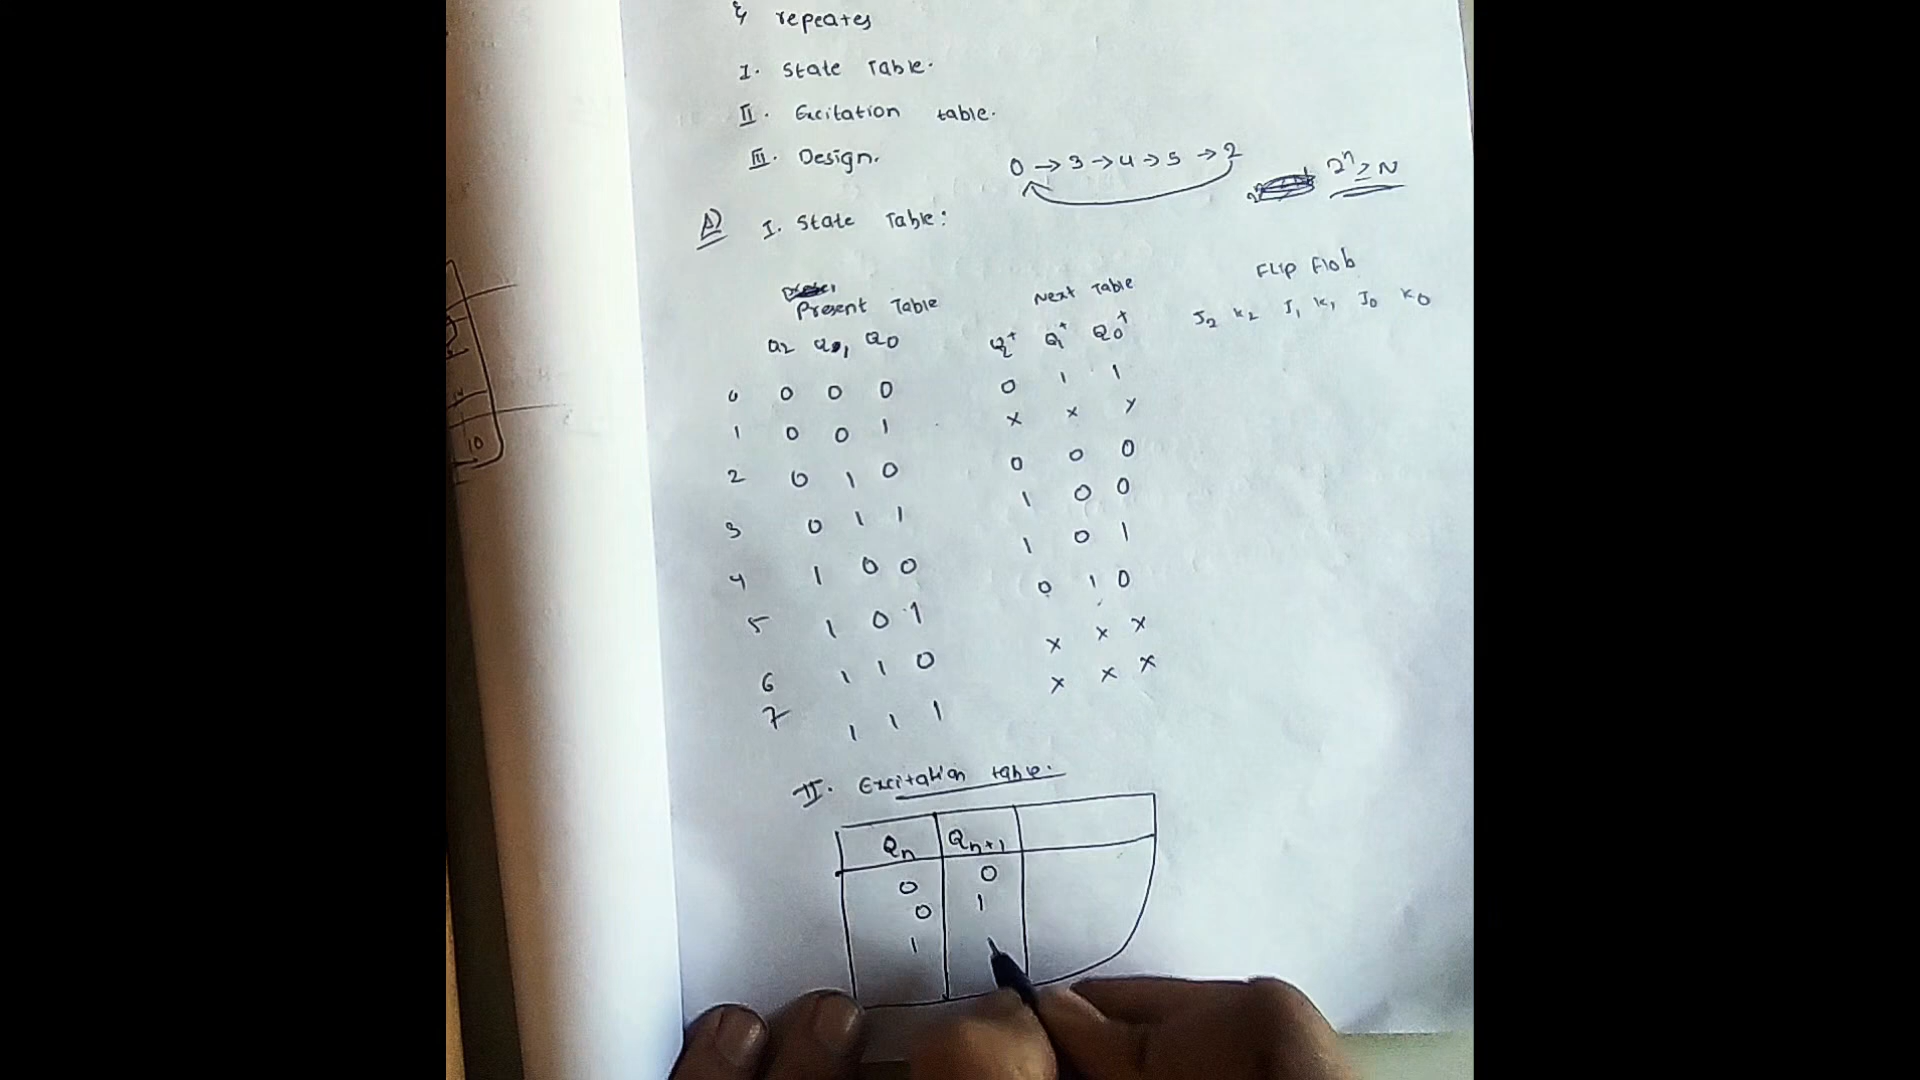 & repeates
I. State Table.
II. Excitation table.
III. Design.
0 → 3 → 4 → 5 → 2
2ⁿ ≥ N
A) I. State Table:
Present Table Next Table Flip Flob
Q2 Q1 Q0 Q2⁺ Q1⁺ Q0⁺ J2 K2 J1 K1 J0 K0
0 0 0 0 0 1 1
1 0 0 1 x x x
2 0 1 0 0 0 0
3 0 1 1 1 0 0
4 1 0 0 1 0 1
5 1 0 1 0 1 0
6 1 1 0 x x x
7 1 1 1 x x x
II. Excitation table.
Qn Qn+1
0 0
0 1
1
10